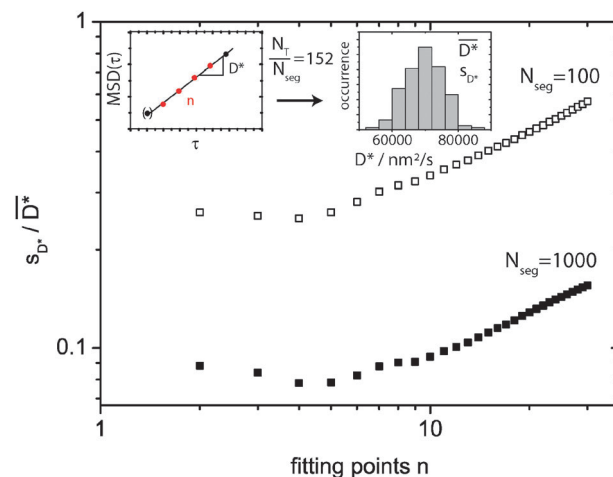 1
s_D* / D̅*̅
0.1
1
10
fitting points n
MSD(τ)
(•)
n
D*
τ
N_T
N_seg
=152
occurrence
D̅*̅
s_D*
60000
80000
D* / nm²/s
N_seg=100
N_seg=1000